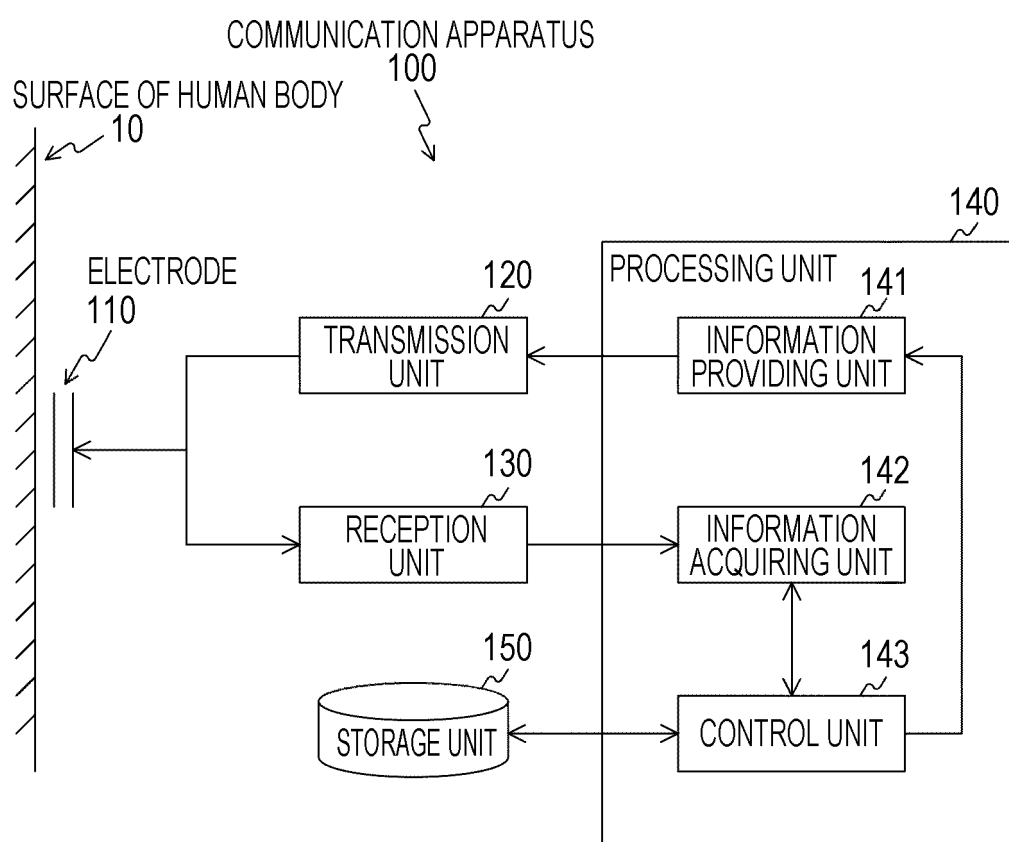 COMMUNICATION APPARATUS
100
SURFACE OF HUMAN BODY
10
140
ELECTRODE
110
120
PROCESSING UNIT
141
TRANSMISSION
UNIT
INFORMATION
PROVIDING UNIT
130
142
RECEPTION
UNIT
INFORMATION
ACQUIRING UNIT
150
143
STORAGE UNIT
CONTROL UNIT